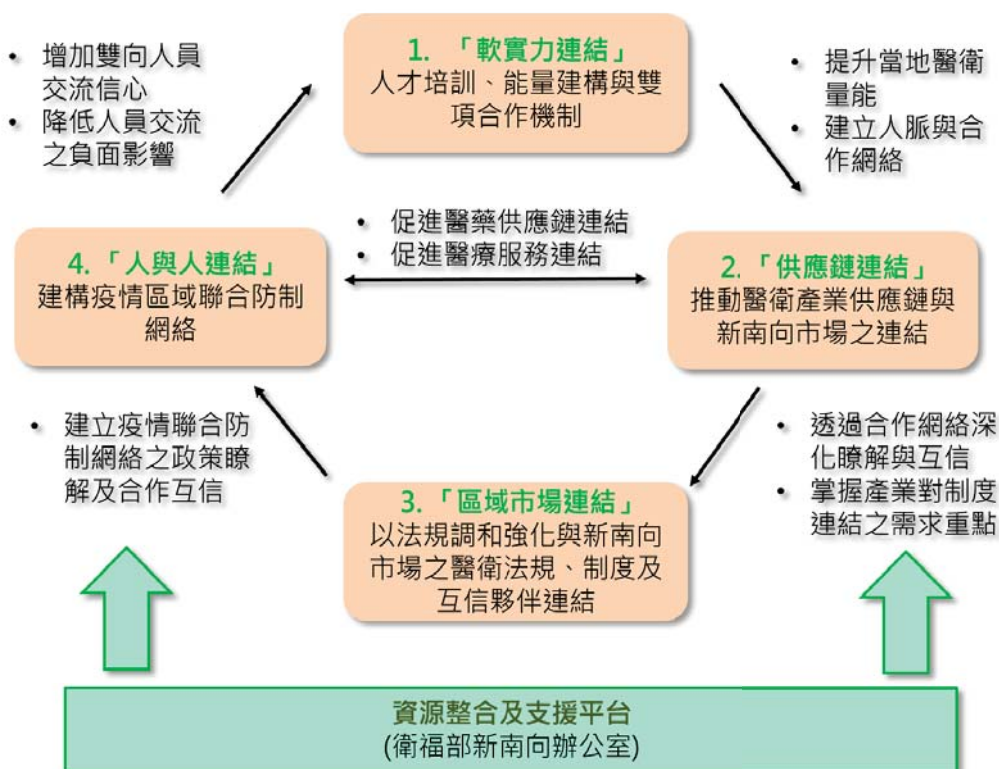 1. 「軟實力連結」
人才培訓、能量建構與雙
項合作機制
• 增加雙向人員
交流信心
• 降低人員交流
之負面影響
• 提升當地醫衛
量能
• 建立人脈與合
作網絡
• 促進醫藥供應鏈連結
• 促進醫療服務連結
4. 「人與人連結」
建構疫情區域聯合防制
網絡
2. 「供應鏈連結」
推動醫衛產業供應鏈與
新南向市場之連結
• 建立疫情聯合防
制網絡之政策瞭
解及合作互信
• 透過合作網絡深
化瞭解與互信
• 掌握產業對制度
連結之需求重點
3. 「區域市場連結」
以法規調和強化與新南向
市場之醫衛法規、制度及
互信夥伴連結
資源整合及支援平台
(衛福部新南向辦公室)